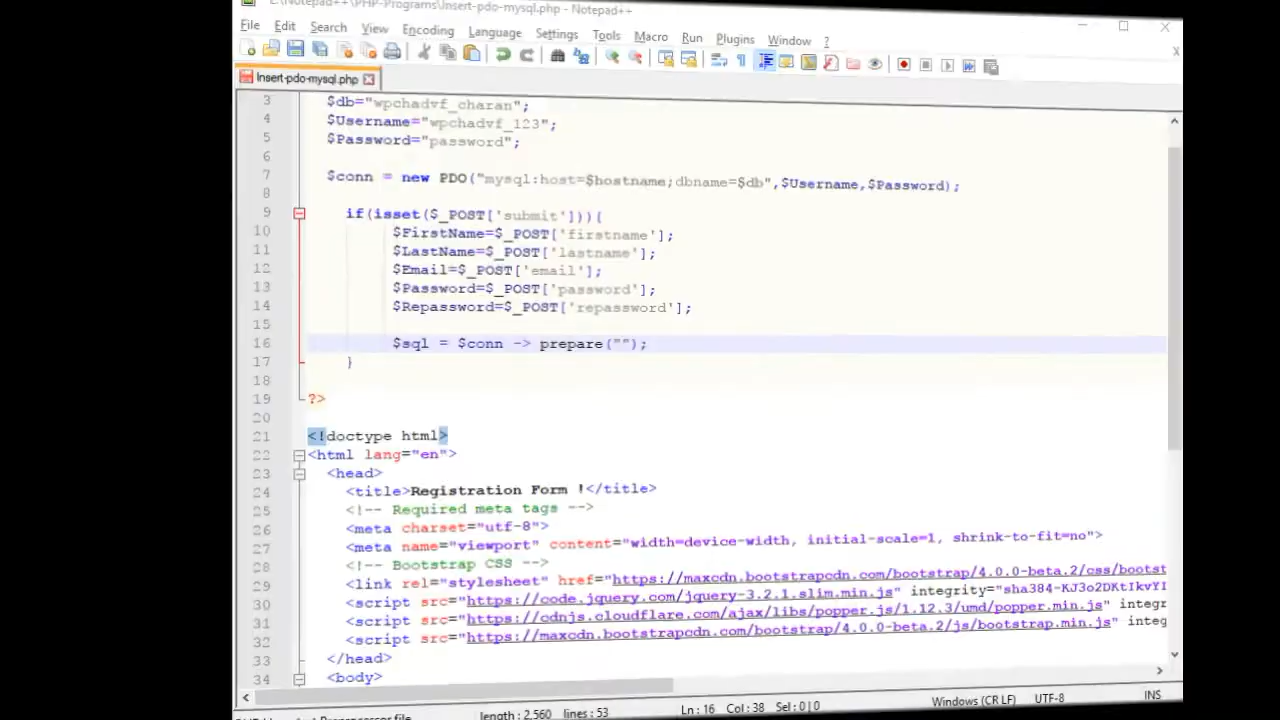 E:\Notepad++\PHP-Programs\Insert-pdo-mysql.php - Notepad++
File Edit Search View Encoding Language Settings Tools Macro Run Plugins Window ?
Insert-pdo-mysql.php
3 $db="wpchadvf_charan";
4 $Username="wpchadvf_123";
5 $Password="password";
6
7 $conn = new PDO("mysql:host=$hostname;dbname=$db",$Username,$Password);
8
9 if(isset($_POST['submit'])){
10 $FirstName=$_POST['firstname'];
11 $LastName=$_POST['lastname'];
12 $Email=$_POST['email'];
13 $Password=$_POST['password'];
14 $Repassword=$_POST['repassword'];
15
16 $sql = $conn -> prepare("");
17 }
18
19 ?>
20
21 <!doctype html>
22 <html lang="en">
23 <head>
24 <title>Registration Form !</title>
25 <!-- Required meta tags -->
26 <meta charset="utf-8">
27 <meta name="viewport" content="width=device-width, initial-scale=1, shrink-to-fit=no">
28 <!-- Bootstrap CSS -->
29 <link rel="stylesheet" href="https://maxcdn.bootstrapcdn.com/bootstrap/4.0.0-beta.2/css/bootst
30 <script src="https://code.jquery.com/jquery-3.2.1.slim.min.js" integrity="sha384-KJ3o2DKtIkvYI
31 <script src="https://cdnjs.cloudflare.com/ajax/libs/popper.js/1.12.3/umd/popper.min.js" integr
32 <script src="https://maxcdn.bootstrapcdn.com/bootstrap/4.0.0-beta.2/js/bootstrap.min.js" integ
33 </head>
34 <body>
length : 2,560 lines : 53 Ln : 16 Col : 38 Sel : 0 | 0 Windows (CR LF) UTF-8 INS